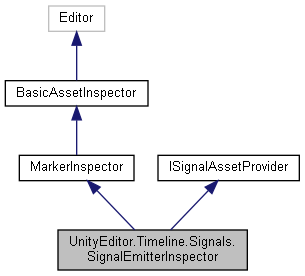 Editor
BasicAssetInspector
MarkerInspector
ISignalAssetProvider
UnityEditor.Timeline.Signals.
SignalEmitterInspector